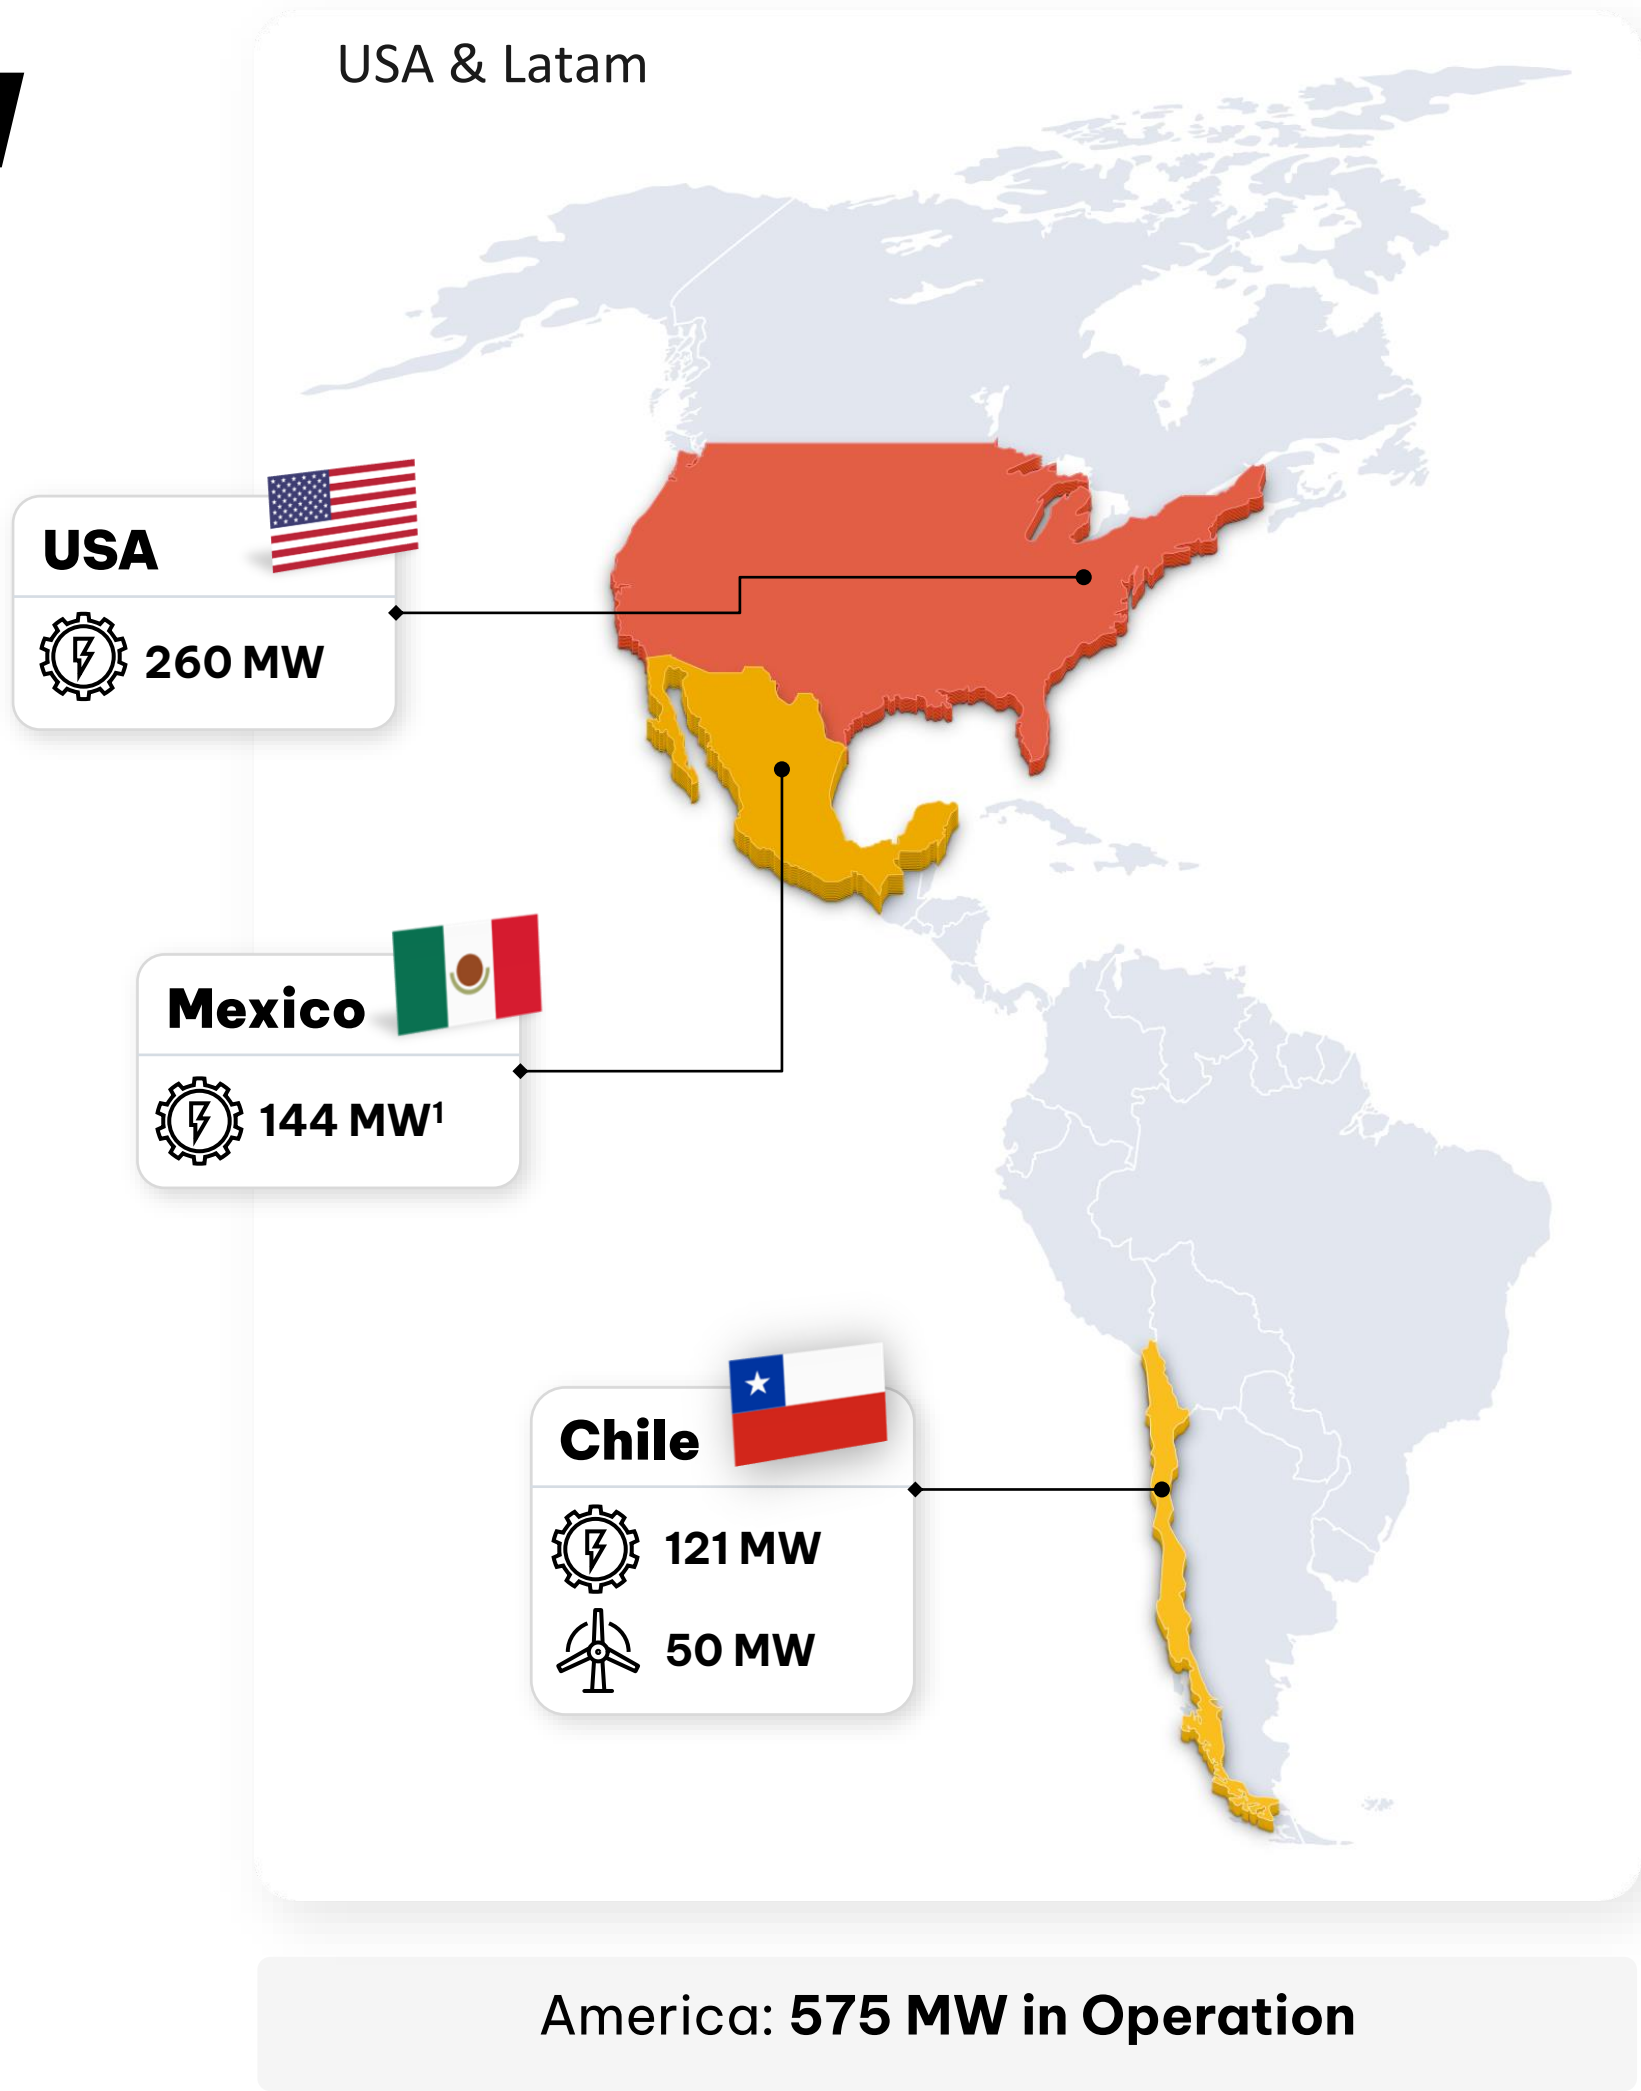 USA & Latam
USA
260 MW
Mexico
144 MW¹
Chile
121 MW
50 MW
America: 575 MW in Operation